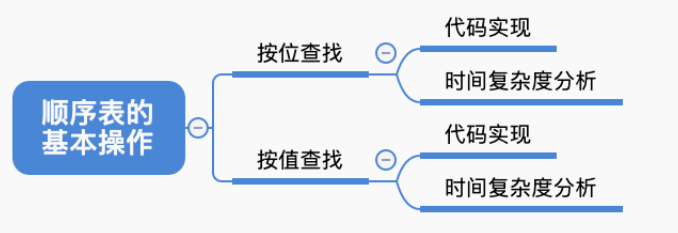 顺序表的
基本操作
按位查找
代码实现
时间复杂度分析
按值查找
代码实现
时间复杂度分析